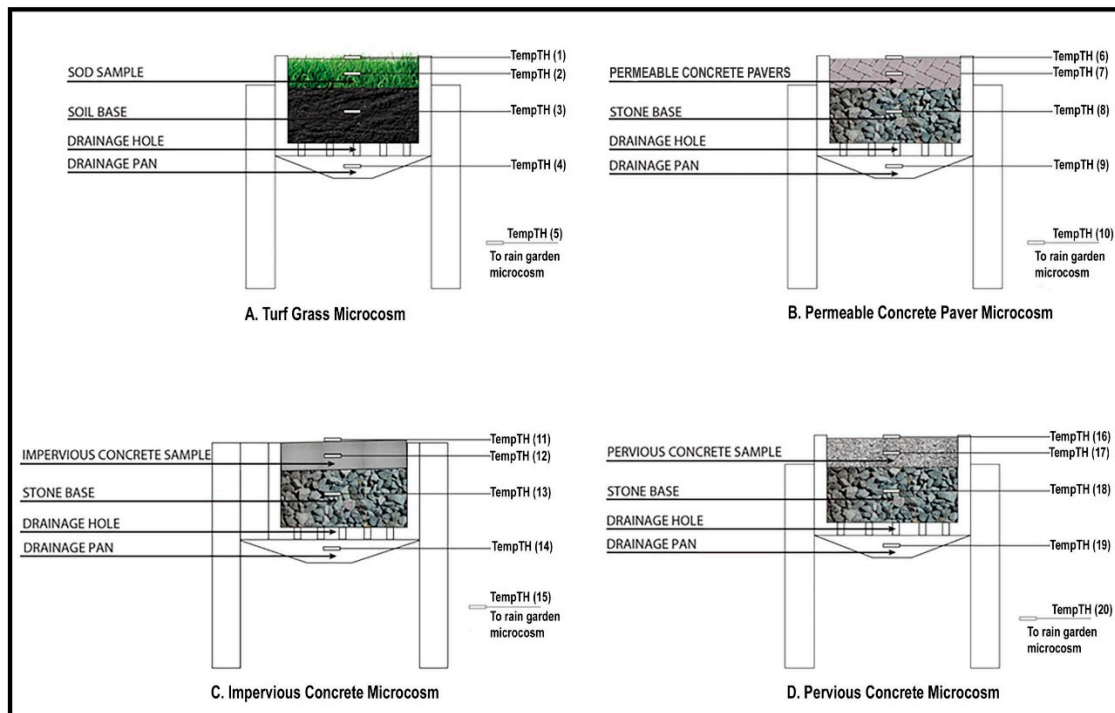 SOD SAMPLE
SOIL BASE
DRAINAGE HOLE
DRAINAGE PAN
TempTH (1)
TempTH (2)
TempTH (3)
TempTH (4)
TempTH (5)
To rain garden
microcosm
A. Turf Grass Microcosm
PERMEABLE CONCRETE PAVERS
STONE BASE
DRAINAGE HOLE
DRAINAGE PAN
TempTH (6)
TempTH (7)
TempTH (8)
TempTH (9)
TempTH (10)
To rain garden
microcosm
B. Permeable Concrete Paver Microcosm
IMPERVIOUS CONCRETE SAMPLE
STONE BASE
DRAINAGE HOLE
DRAINAGE PAN
TempTH (11)
TempTH (12)
TempTH (13)
TempTH (14)
TempTH (15)
To rain garden
microcosm
C. Impervious Concrete Microcosm
PERVIOUS CONCRETE SAMPLE
STONE BASE
DRAINAGE HOLE
DRAINAGE PAN
TempTH (16)
TempTH (17)
TempTH (18)
TempTH (19)
TempTH (20)
To rain garden
microcosm
D. Pervious Concrete Microcosm